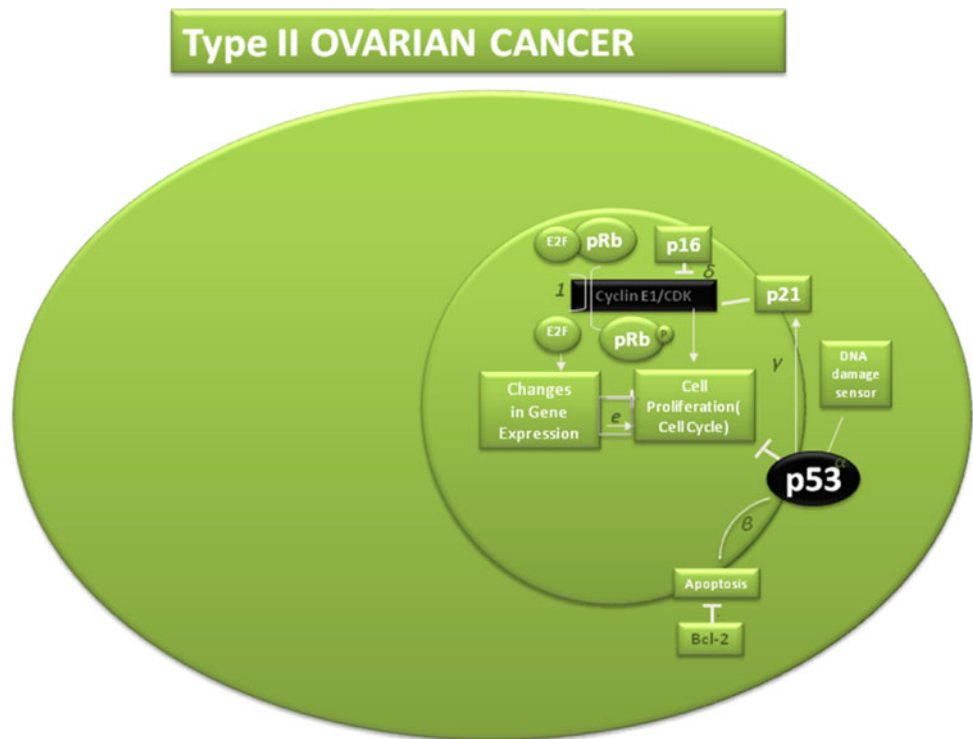 Type II OVARIAN CANCER
E2F
pRb
p16
δ
1
Cyclin E1/CDK
p21
E2F
pRb
P
γ
DNA
damage
sensor
Changes
in Gene
Expression
e
Cell
Proliferation(
Cell Cycle)
p53
α
β
Apoptosis
Bcl-2